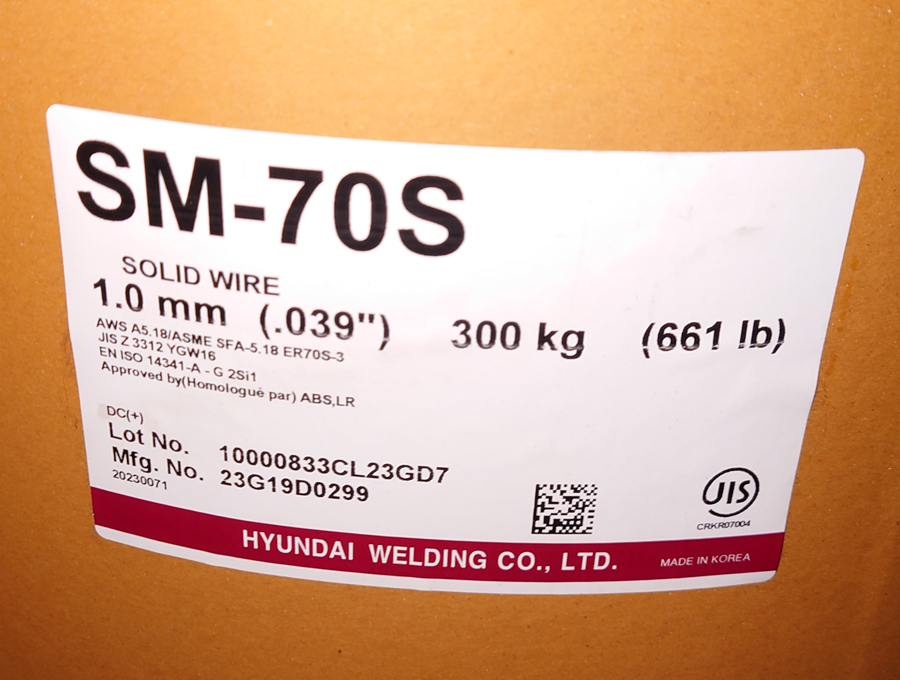 SM-70S
SOLID WIRE
1.0 mm (.039") 300 kg (661 lb)
AWS A5.18/ASME SFA-5.18 ER70S-3
JIS Z 3312 YGW16
EN ISO 14341-A - G 2Si1
Approved by(Homologué par) ABS,LR
DC(+)
Lot No. 10000833CL23GD7
Mfg. No. 23G19D0299
20230071
JIS
CRKR07004
HYUNDAI WELDING CO., LTD. MADE IN KOREA